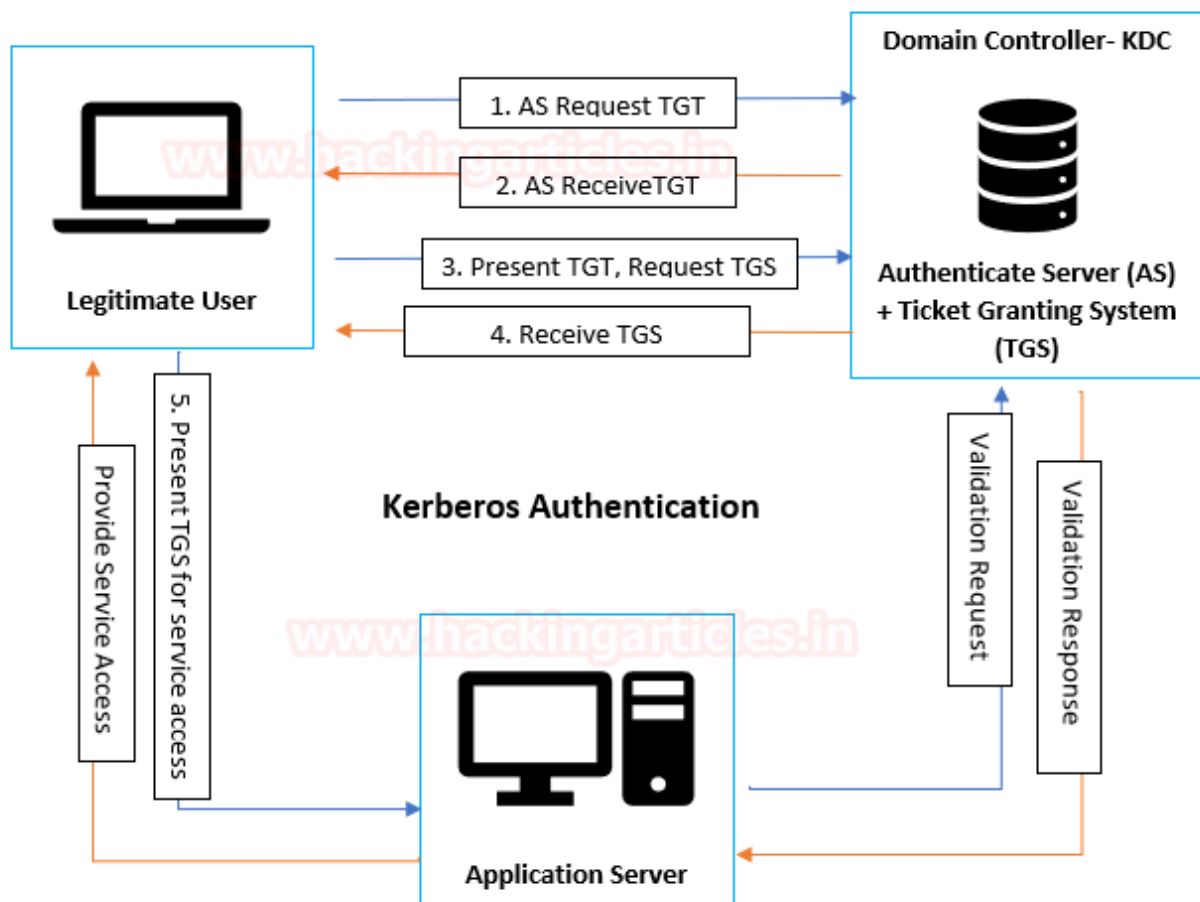 Domain Controller- KDC
1. AS Request TGT
www.hackingarticles.in
2. AS ReceiveTGT
3. Present TGT, Request TGS
Legitimate User
Authenticate Server (AS)
+ Ticket Granting System
(TGS)
4. Receive TGS
5. Present TGS for service access
Provide Service Access
Validation Request
Validation Response
Kerberos Authentication
www.hackingarticles.in
Application Server